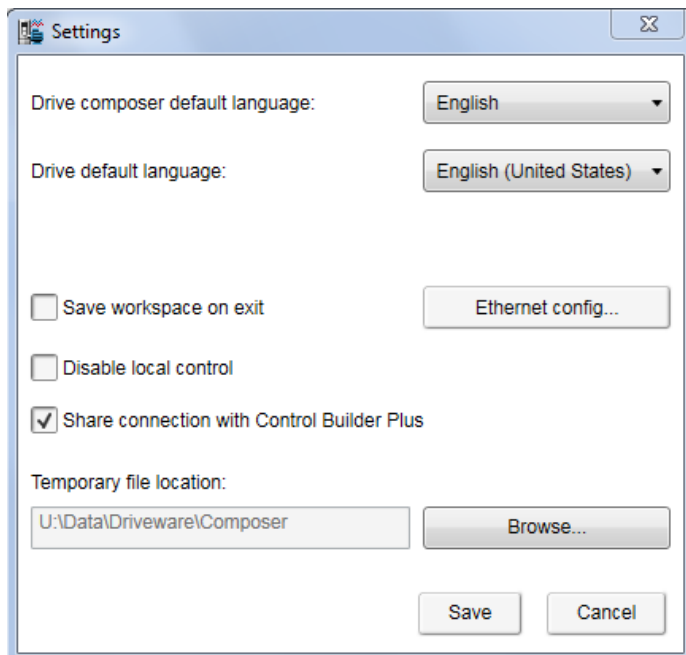 Settings
Drive composer default language: English
Drive default language: English (United States)
Save workspace on exit Ethernet config...
Disable local control
Share connection with Control Builder Plus
Temporary file location:
U:\Data\Driveware\Composer Browse...
Save Cancel